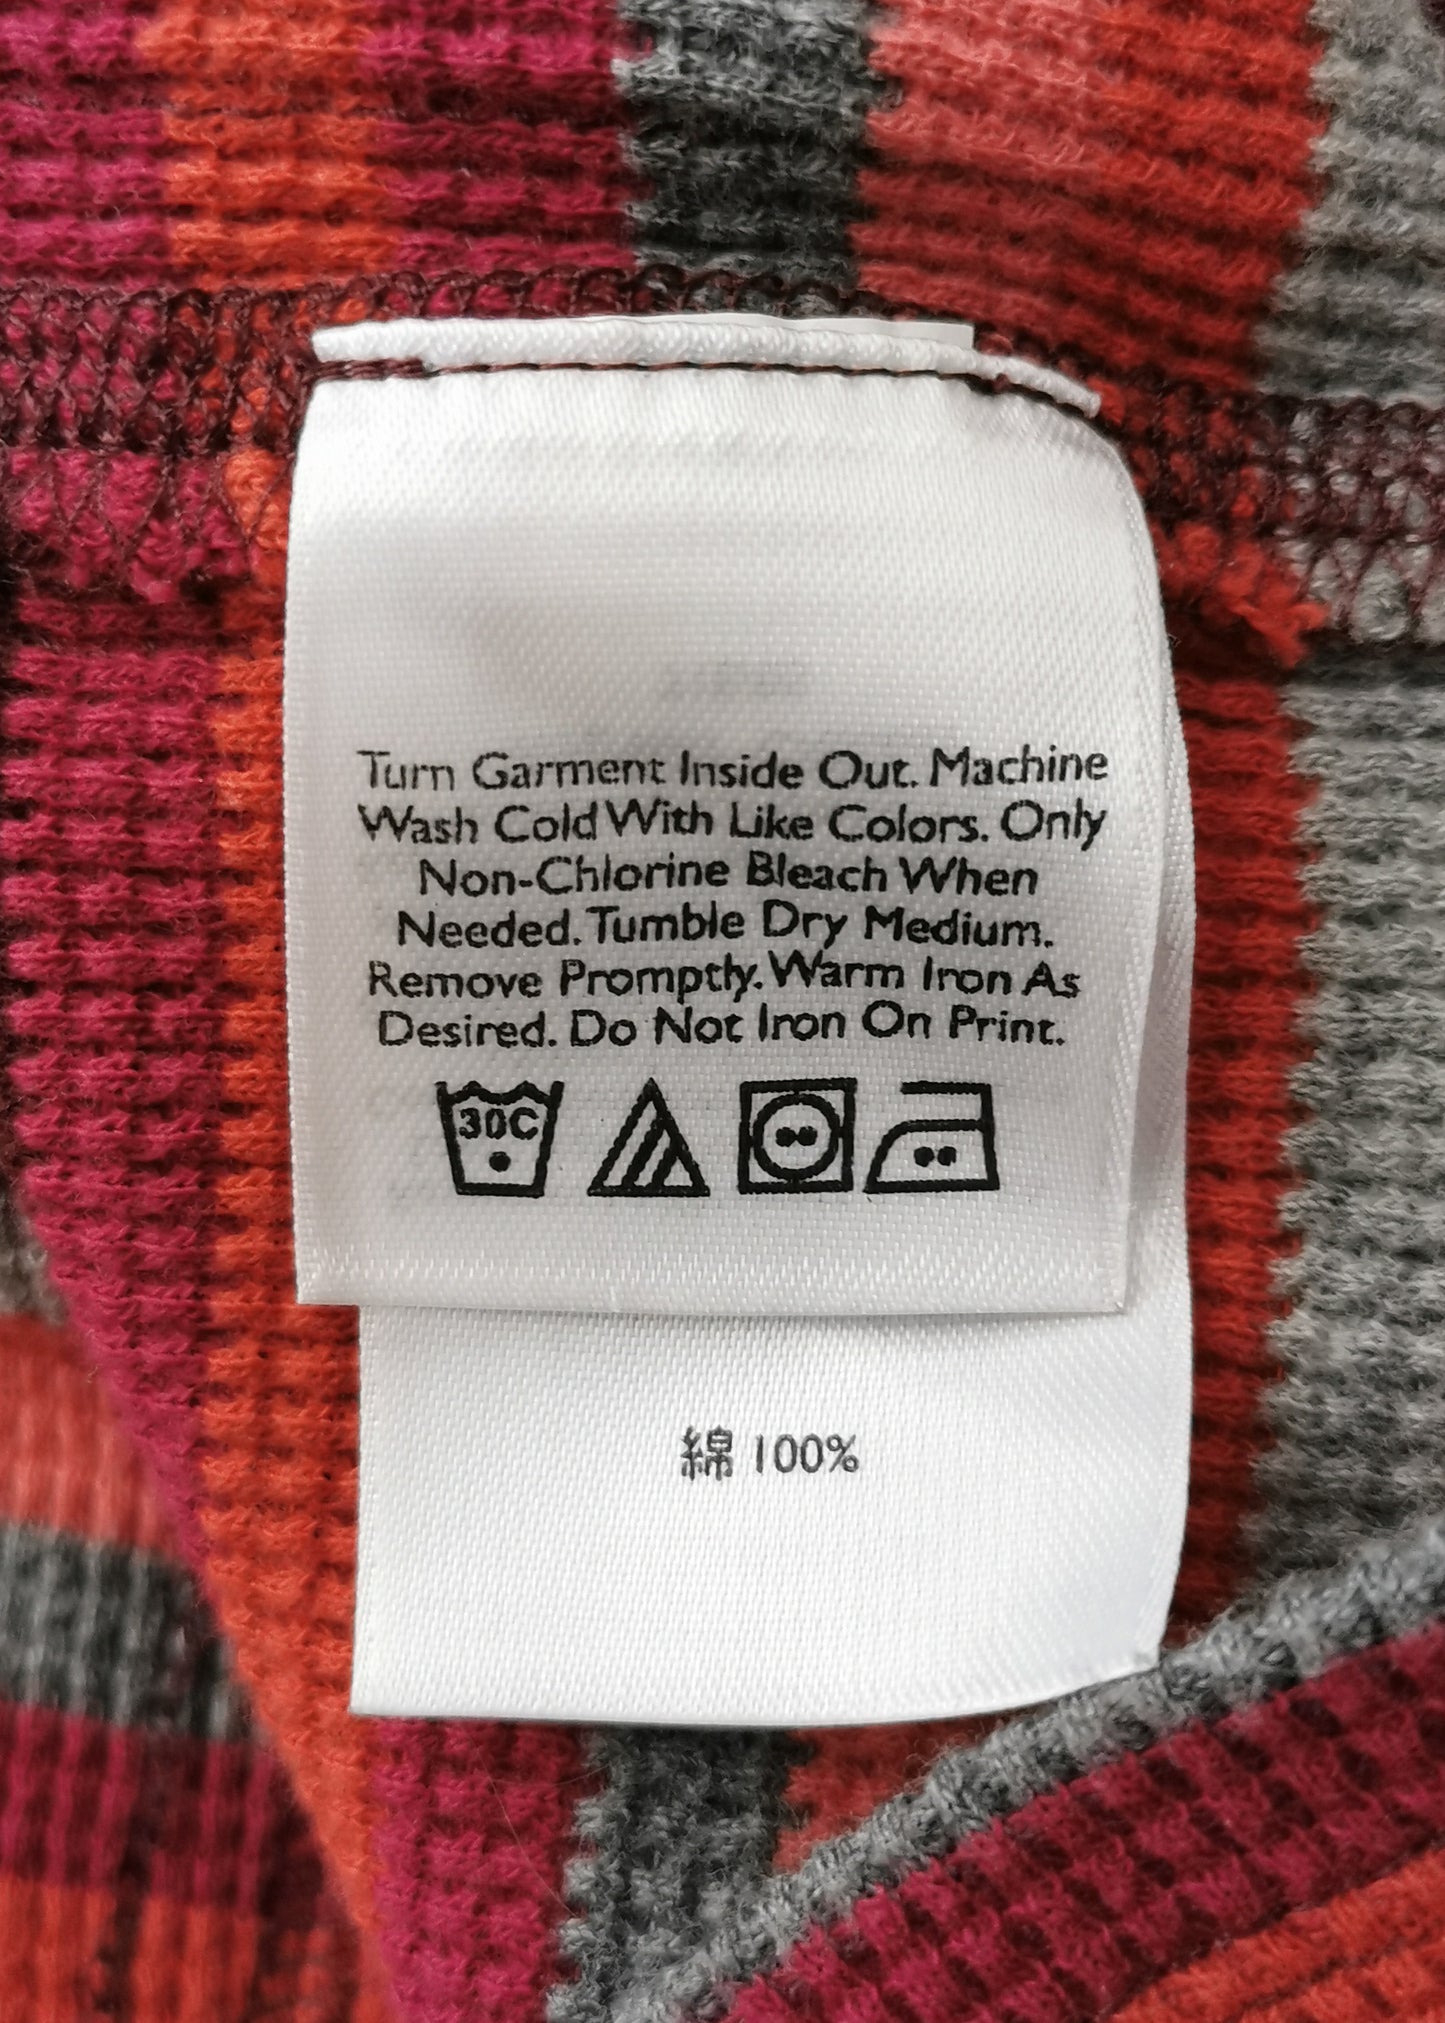 Turn Garment Inside Out. Machine
Wash Cold With Like Colors. Only
Non-Chlorine Bleach When
Needed. Tumble Dry Medium.
Remove Promptly. Warm Iron As
Desired. Do Not Iron On Print.
30C
綿 100%